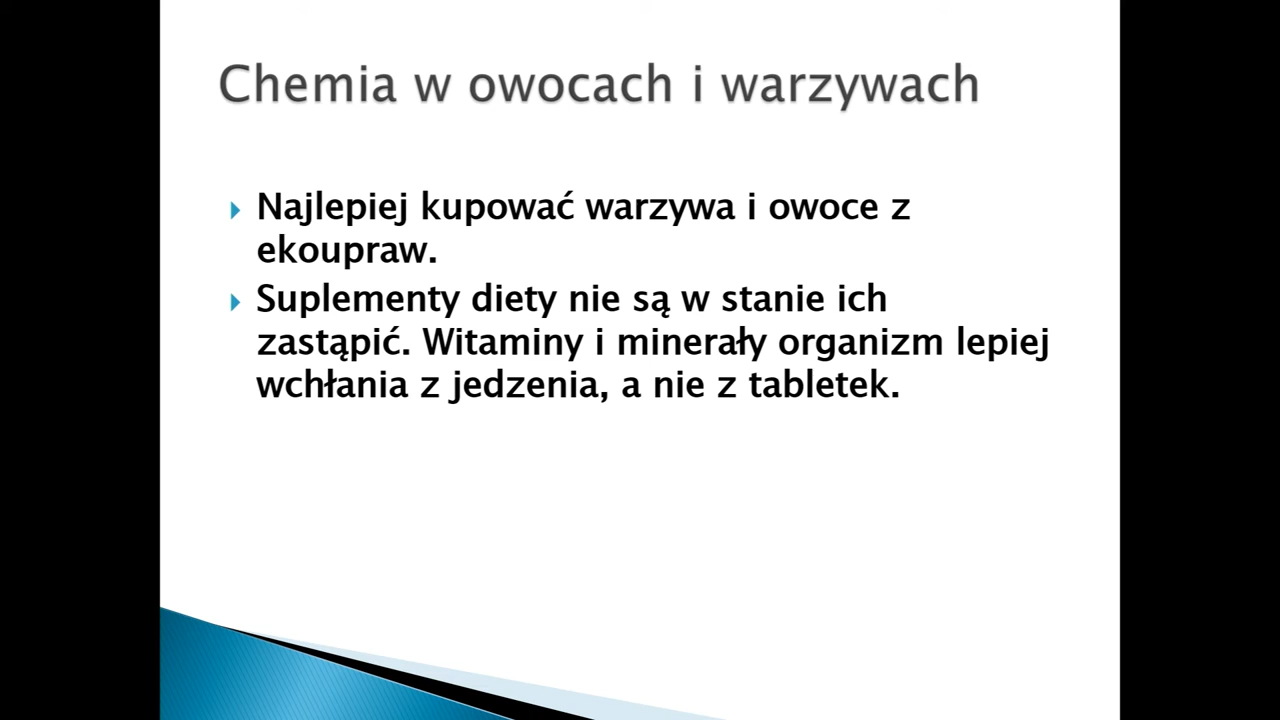 Chemia w owocach i warzywach
Najlepiej kupować warzywa i owoce z
ekoupraw.
Suplementy diety nie są w stanie ich
zastąpić. Witaminy i minerały organizm lepiej
wchłania z jedzenia, a nie z tabletek.